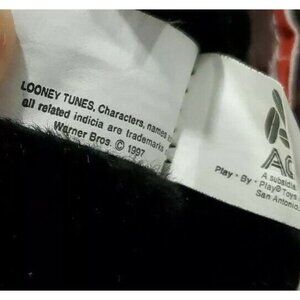 LOONEY TUNES, Characters, names,
all related indicia are trademarks
Warner Bros. © 1997
A subsidia
Play • By • Play® Toys
San Antonio,